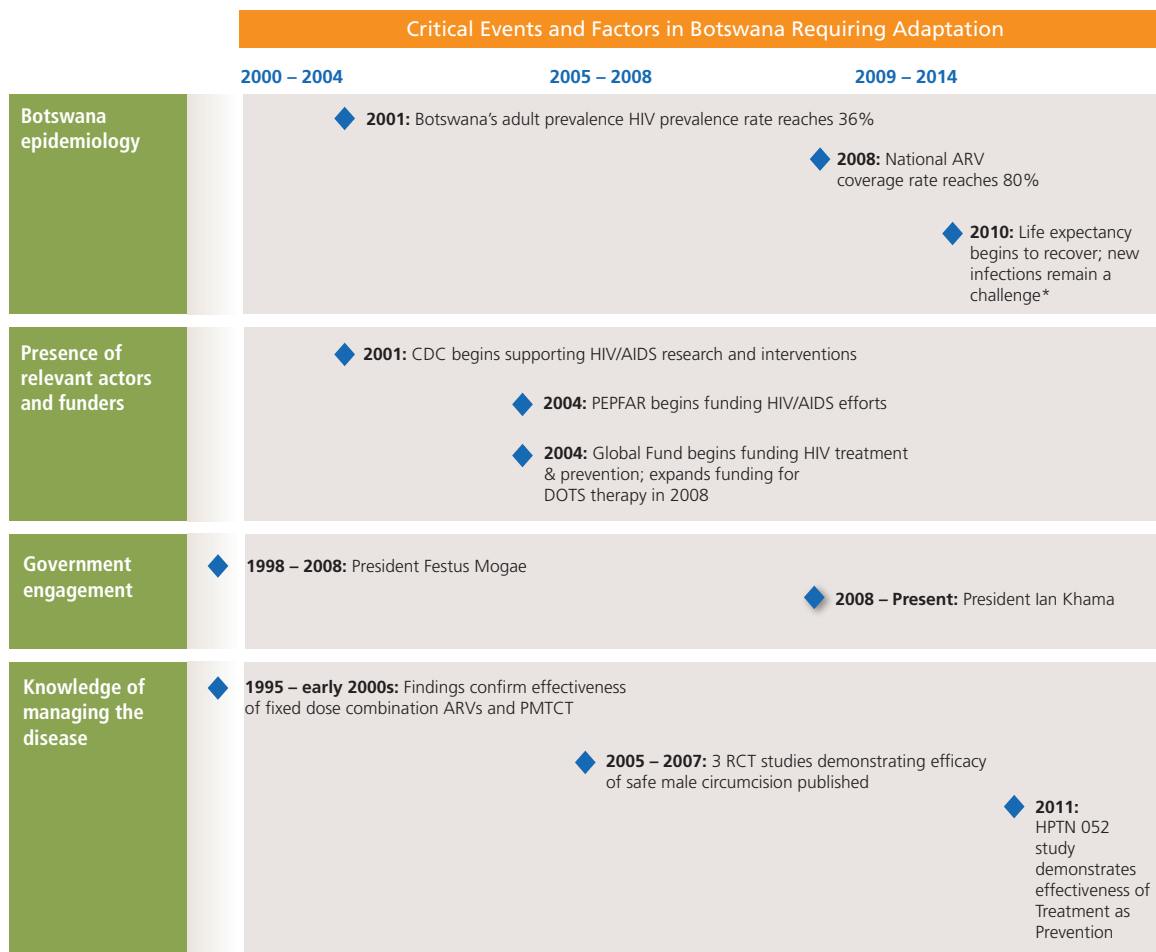 Critical Events and Factors in Botswana Requiring Adaptation
2000 – 2004
2005 – 2008
2009 – 2014
Botswana
epidemiology
2001: Botswana's adult prevalence HIV prevalence rate reaches 36%
2008: National ARV
coverage rate reaches 80%
2010: Life expectancy
begins to recover; new
infections remain a
challenge*
Presence of
relevant actors
and funders
2001: CDC begins supporting HIV/AIDS research and interventions
2004: PEPFAR begins funding HIV/AIDS efforts
2004: Global Fund begins funding HIV treatment
& prevention; expands funding for
DOTS therapy in 2008
Government
engagement
1998 – 2008: President Festus Mogae
2008 – Present: President Ian Khama
Knowledge of
managing the
disease
1995 – early 2000s: Findings confirm effectiveness
of fixed dose combination ARVs and PMTCT
2005 – 2007: 3 RCT studies demonstrating efficacy
of safe male circumcision published
2011:
HPTN 052
study
demonstrates
effectiveness of
Treatment as
Prevention